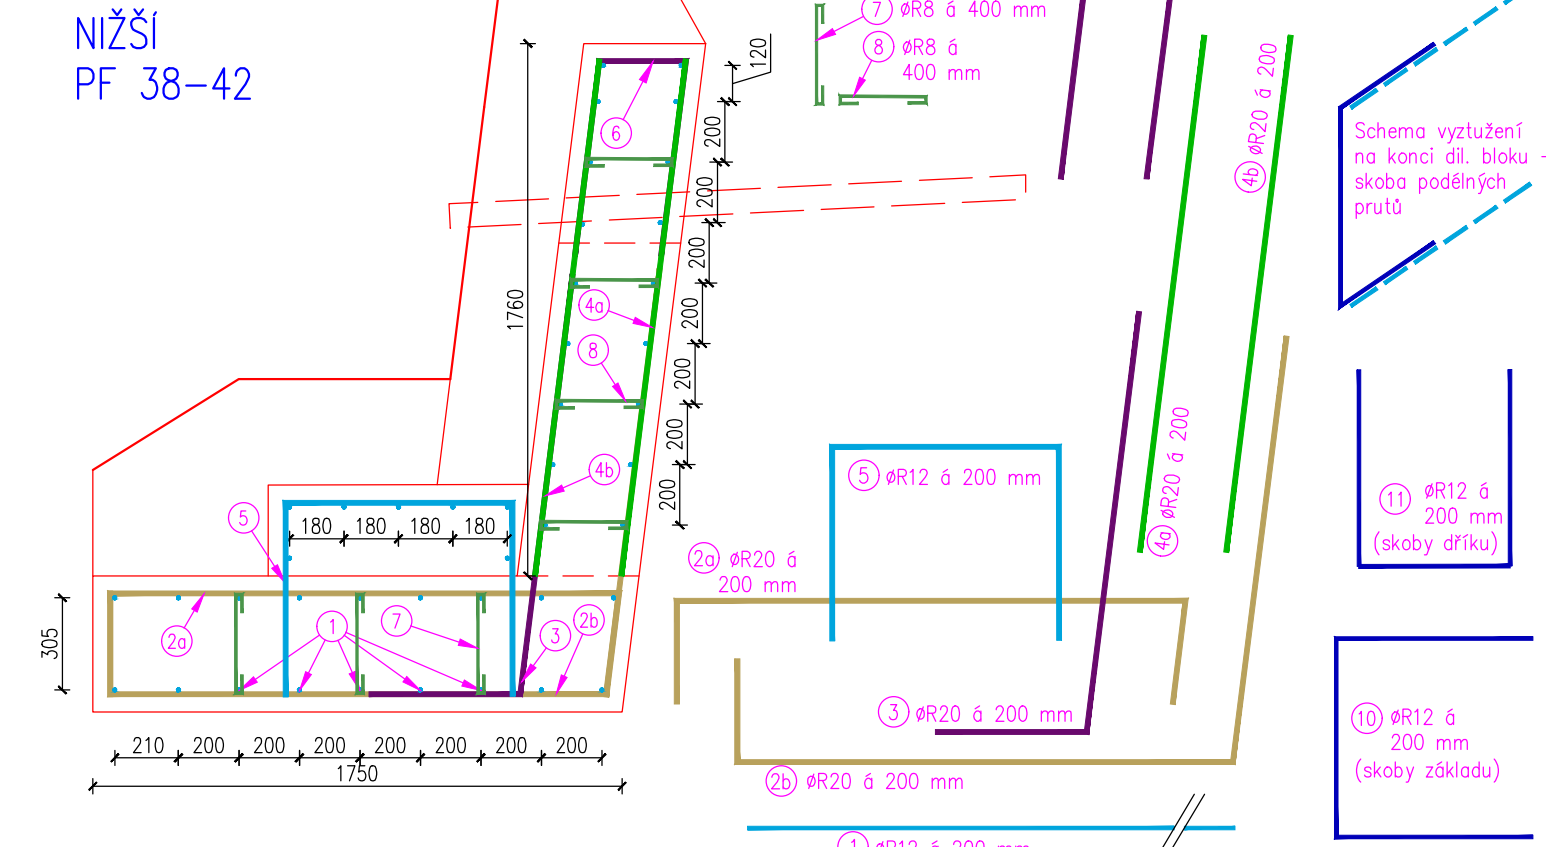 NIŽŠÍ
PF 38-42
7 øR8 á 400 mm
8 øR8 á
400 mm
120
200
200
200
200
200
200
200
1760
6
4a
8
4b
4b øR20 á 200
4a øR20 á 200
Schema vyztužení
na konci dil. bloku -
skoba podélných
prutů
5
180 180 180 180
305
2a
1
7
3
2b
210 200 200 200 200 200 200 200
1750
5 øR12 á 200 mm
2a øR20 á
200 mm
3 øR20 á 200 mm
2b øR20 á 200 mm
1 øR12 á 200 mm
11 øR12 á
200 mm
(skoby dříku)
10 øR12 á
200 mm
(skoby základu)